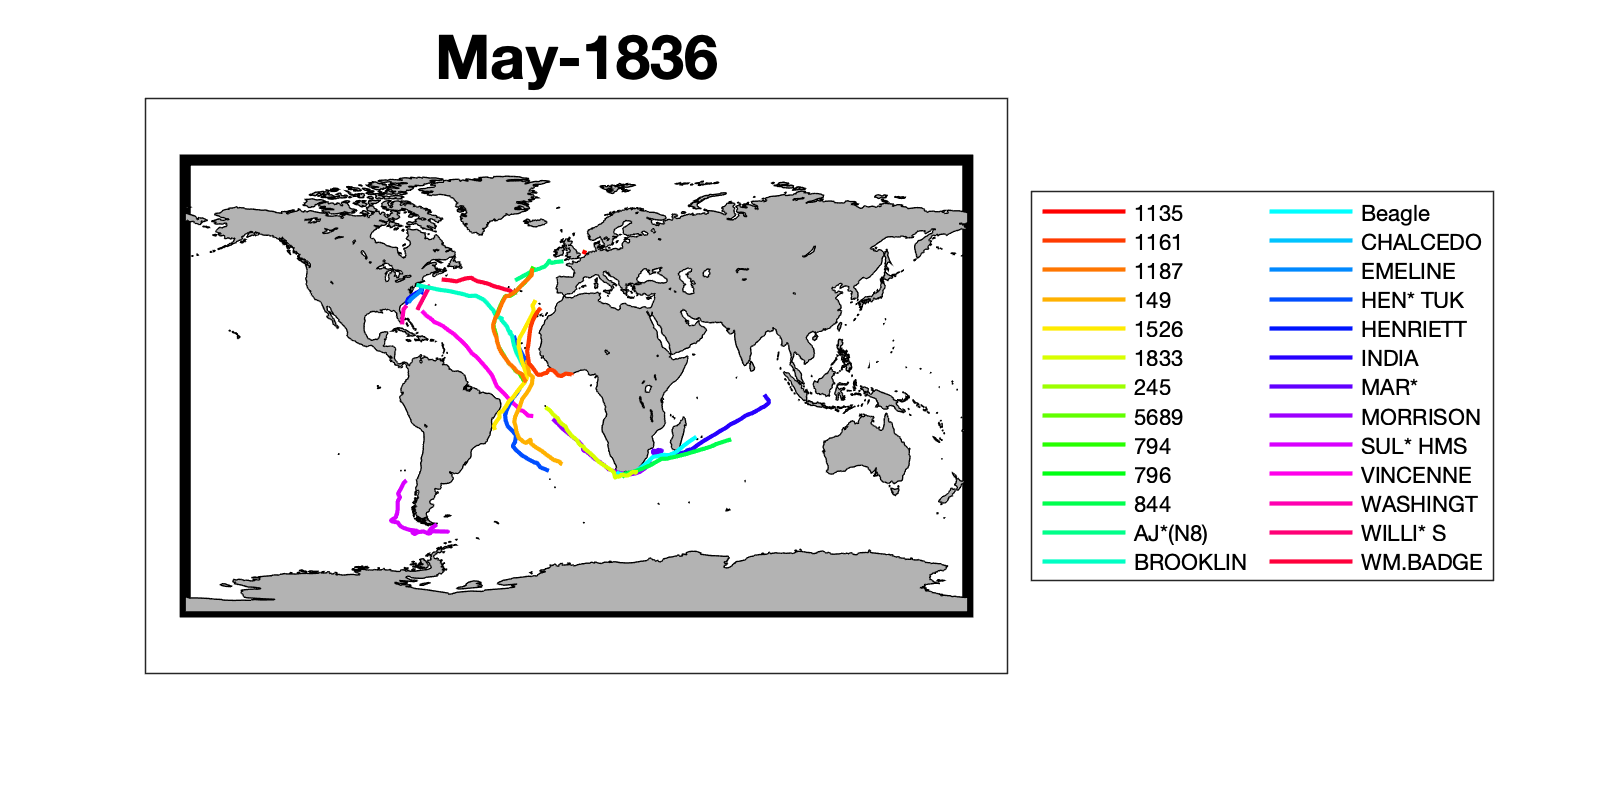 May-1836
1135
1161
1187
149
1526
1833
245
5689
794
796
844
AJ*(N8)
BROOKLIN
Beagle
CHALCEDO
EMELINE
HEN* TUK
HENRIETT
INDIA
MAR*
MORRISON
SUL* HMS
VINCENNE
WASHINGT
WILLI* S
WM.BADGE